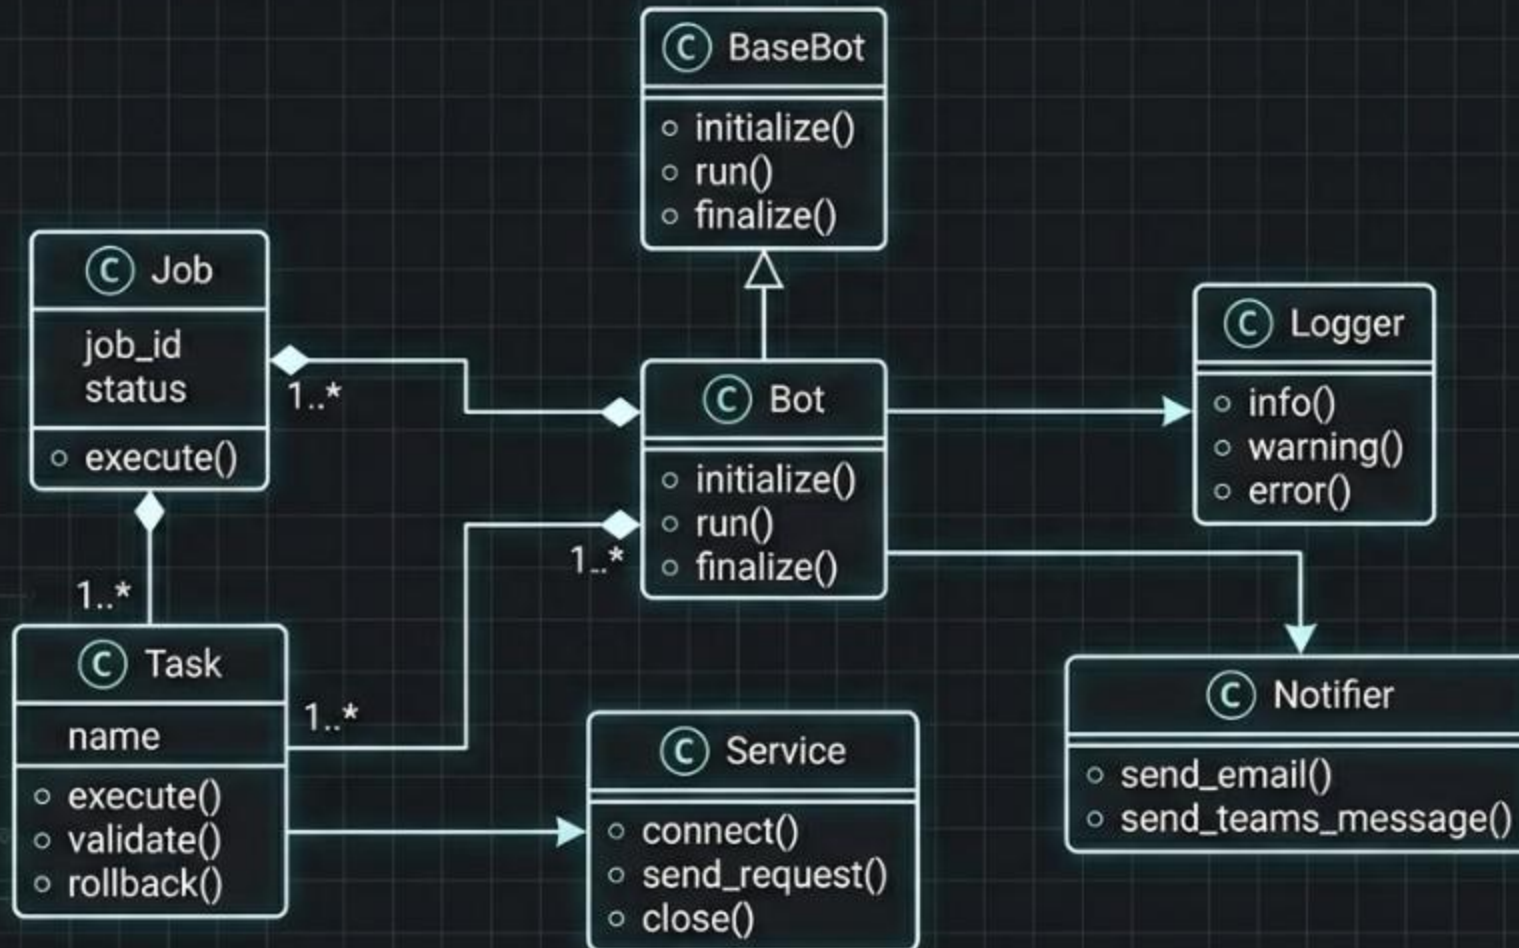 C BaseBot
initialize()
run()
finalize()
C Job
job_id
status
execute()
1..*
C Bot
initialize()
run()
finalize()
1..*
C Logger
info()
warning()
error()
1..*
C Task
name
execute()
validate()
rollback()
1..*
C Service
connect()
send_request()
close()
C Notifier
send_email()
send_teams_message()